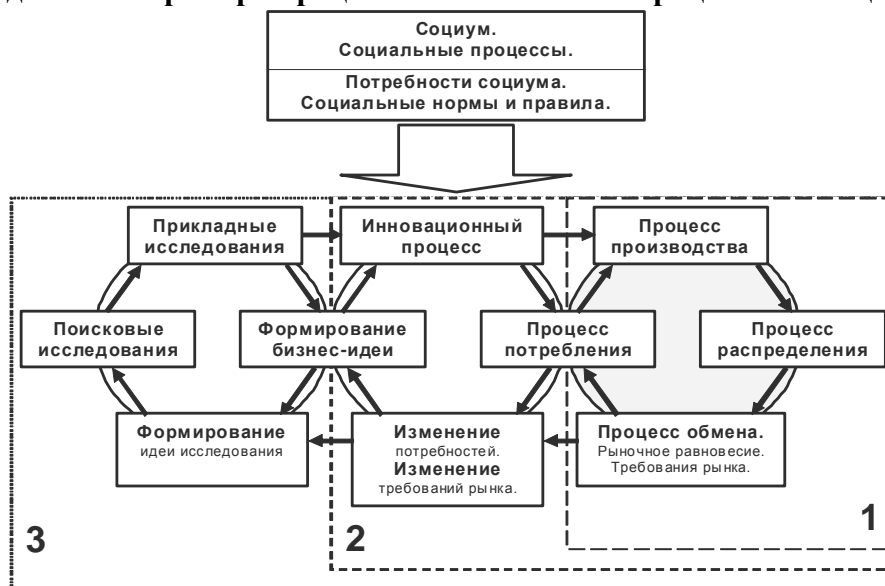 Социум.
Социальные процессы.
Потребности социума.
Социальные нормы и правила.
Прикладные
исследования
Инновационный
процесс
Процесс
производства
Поисковые
исследования
Формирование
бизнес-идеи
Процесс
потребления
Процесс
распределения
Формирование
идеи исследования
Изменение
потребностей.
Изменение
требований рынка.
Процесс обмена.
Рыночное равновесие.
Требования рынка.
3
2
1